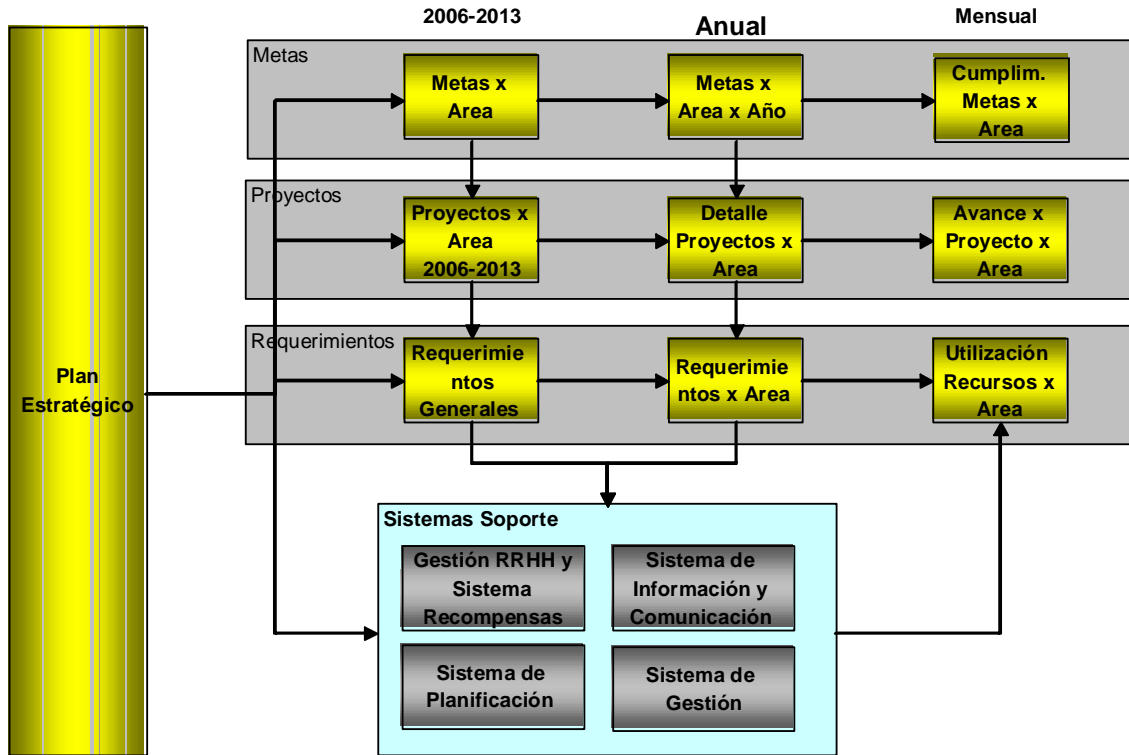 2006-2013
Anual
Mensual
Metas
Metas x
Area
Metas x
Area x Año
Cumplim.
Metas x
Area
Proyectos
Proyectos x
Area
2006-2013
Detalle
Proyectos x
Area
Avance x
Proyecto x
Area
Requerimientos
Requerimie
ntos
Generales
Requerimie
ntos x Area
Utilización
Recursos x
Area
Plan
Estratégico
Sistemas Soporte
Gestión RRHH y
Sistema
Recompensas
Sistema de
Información y
Comunicación
Sistema de
Planificación
Sistema de
Gestión